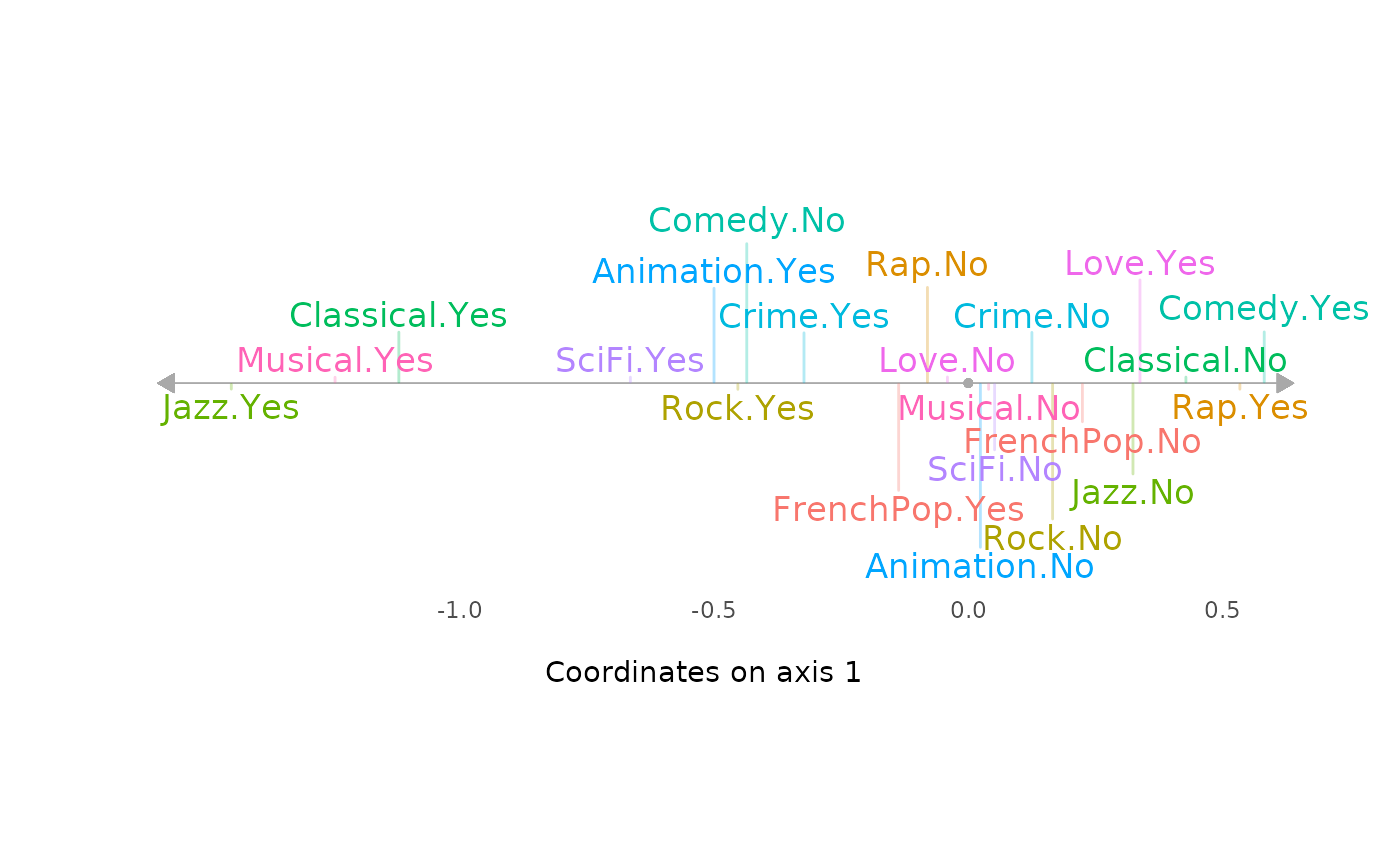 Comedy.No
Rap.No
Love.Yes
Animation.Yes
Comedy.Yes
Classical.Yes
Crime.Yes
Crime.No
Musical.Yes
SciFi.Yes
Love.No
Classical.No
Jazz.Yes
Rock.Yes
Musical.No
Rap.Yes
FrenchPop.No
SciFi.No
Jazz.No
FrenchPop.Yes
Rock.No
Animation.No
-1.0 -0.5 0.0 0.5
Coordinates on axis 1